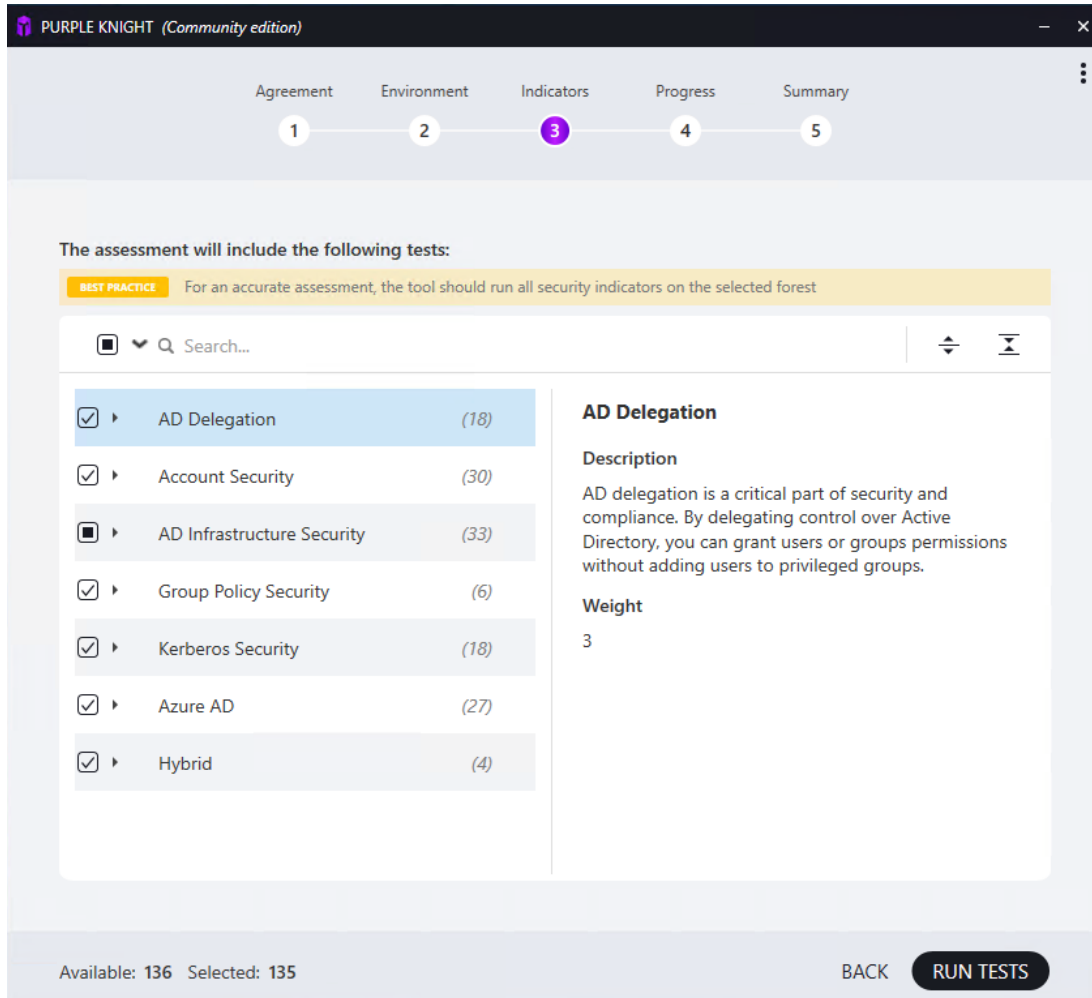 PURPLE KNIGHT (Community edition)
Agreement Environment Indicators Progress Summary
1 2 3 4 5
The assessment will include the following tests:
BEST PRACTICE For an accurate assessment, the tool should run all security indicators on the selected forest
Search...
AD Delegation (18)
Account Security (30)
AD Infrastructure Security (33)
Group Policy Security (6)
Kerberos Security (18)
Azure AD (27)
Hybrid (4)
AD Delegation
Description
AD delegation is a critical part of security and
compliance. By delegating control over Active
Directory, you can grant users or groups permissions
without adding users to privileged groups.
Weight
3
Available: 136 Selected: 135
BACK RUN TESTS